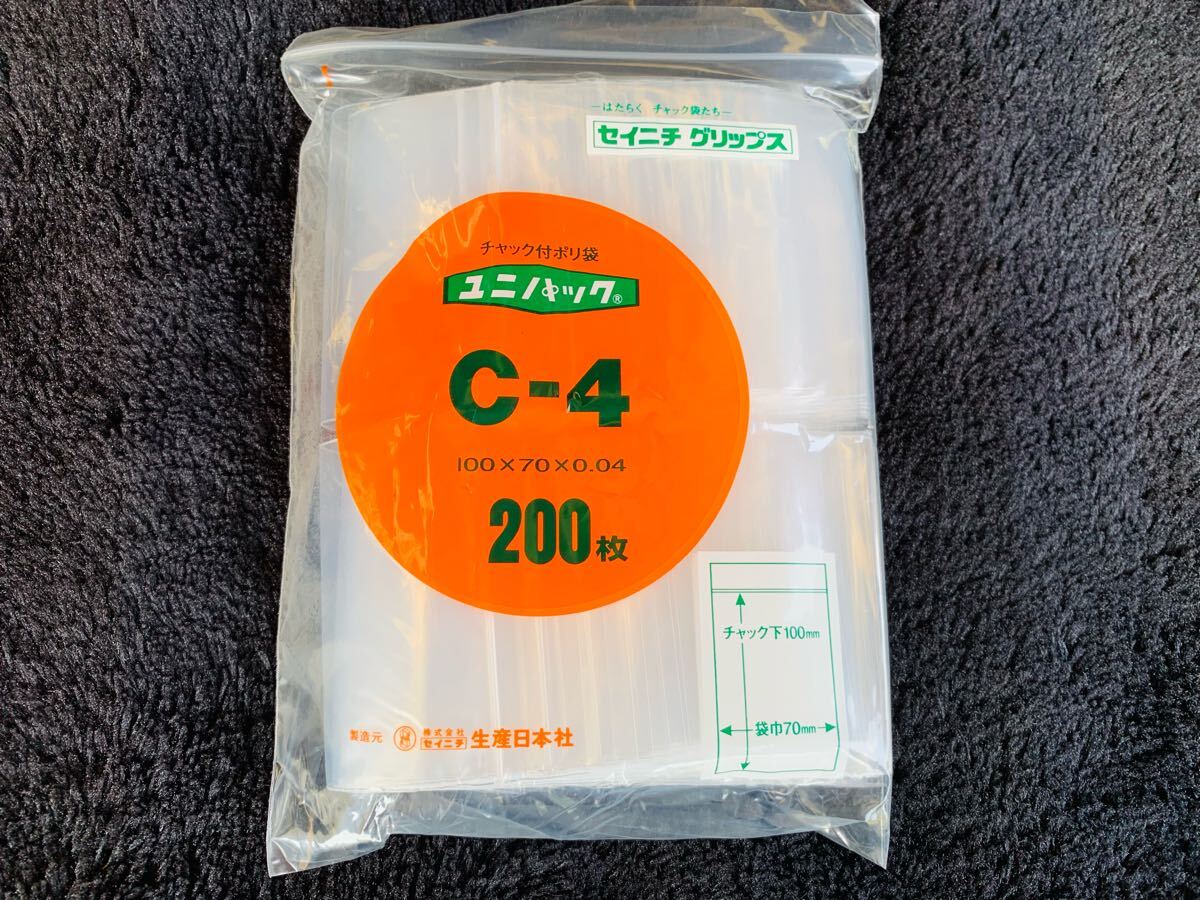 ―はたらく チャック袋たち―
セイニチ グリップス
チャック付ポリ袋
ユニパック®
C-4
100×70×0.04
200枚
チャック下100mm
袋巾70mm
製造元 株式会社 セイニチ 生産日本社